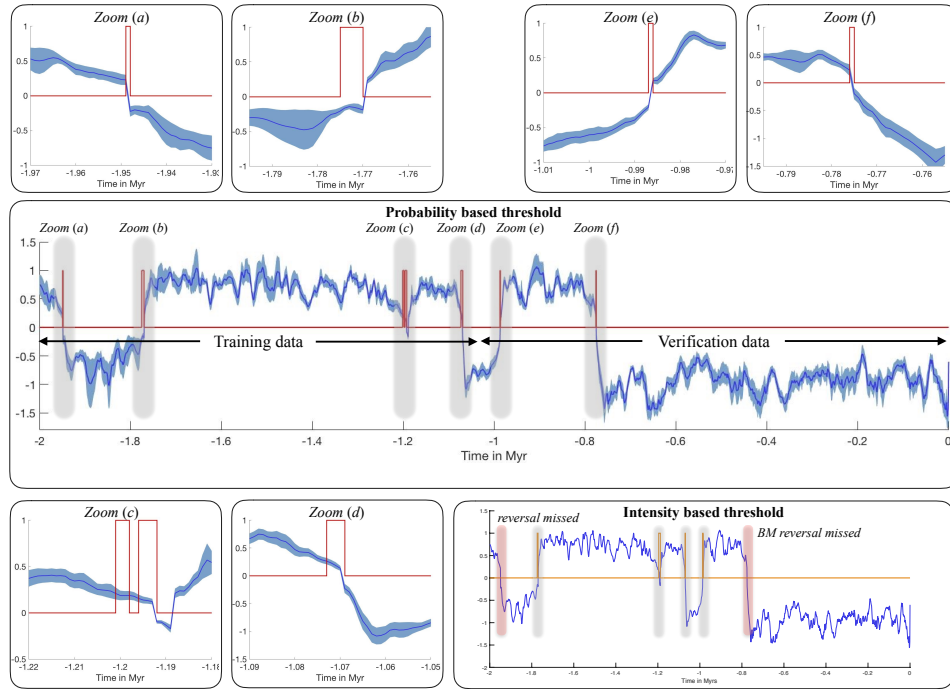 Zoom (a)
1
0.5
0
-0.5
-1
-1.97 -1.96 -1.95 -1.94
Time in Myr
Zoom (b)
1
0.5
0
-0.5
-1
-1.79 -1.78 -1.77 -1.76
Time in Myr
Zoom (e)
1
0.5
0
-0.5
-1
-1.01 -1 -0.99 -0.98 -0.97
Time in Myr
Zoom (f)
1
0.5
0
-0.5
-1
-1.5
-0.79 -0.78 -0.77 -0.76
Time in Myr
Probability based threshold
Zoom (a) Zoom (b) Zoom (c) Zoom (d) Zoom (e) Zoom (f)
1.5
1
0.5
0
-0.5
-1
-1.5
Training data Verification data
-2 -1.8 -1.6 -1.4 -1.2 -1 -0.8 -0.6 -0.4 -0.2 0
Time in Myr
Zoom (c)
1
0.5
0
-0.5
-1.22 -1.21 -1.2 -1.19 -1.18
Time in Myr
Zoom (d)
1
0.5
0
-0.5
-1
-1.5
-1.09 -1.08 -1.07 -1.06 -1.05
Time in Myr
Intensity based threshold
reversal missed
BM reversal missed
1.5
1
0.5
0
-0.5
-1
-1.5
-2
-2 -1.8 -1.6 -1.4 -1.2 -1 -0.8 -0.6 -0.4 -0.2 0
Time in Myrs